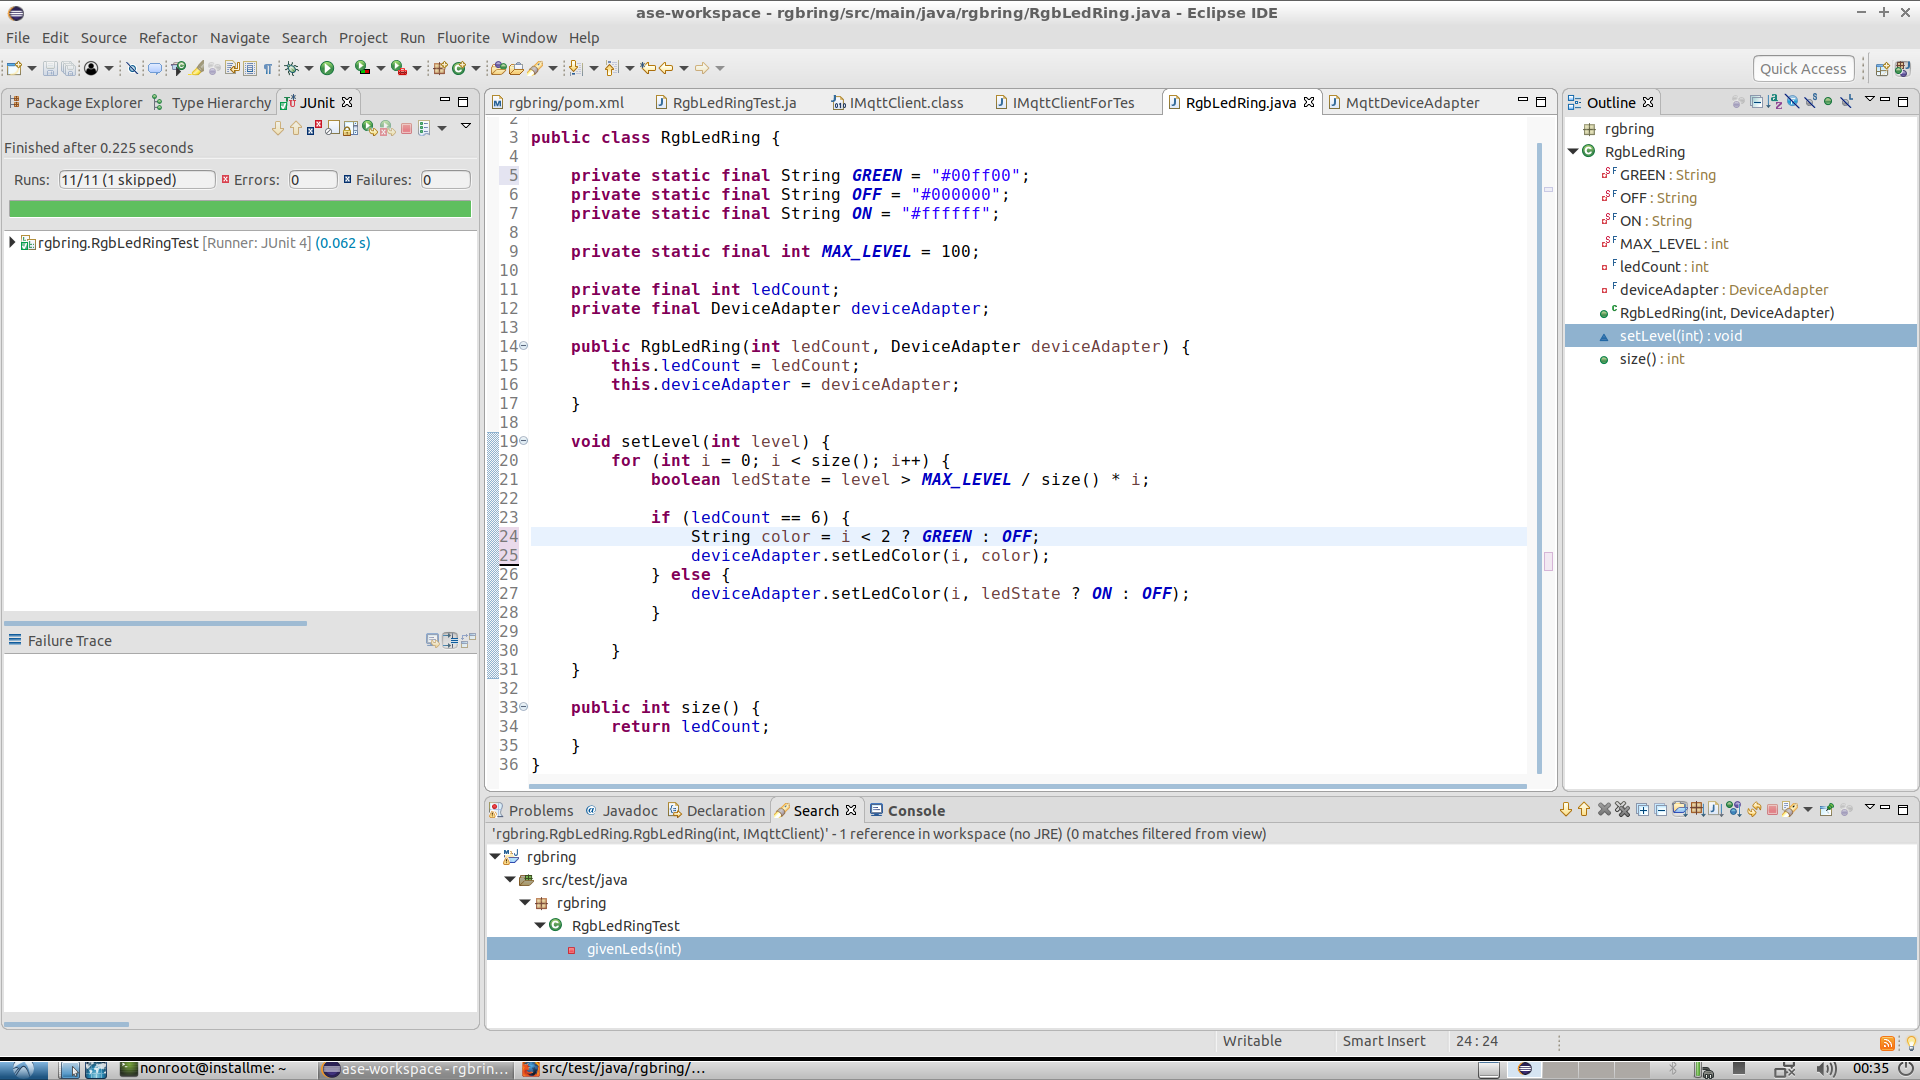 ase-workspace - rgbring/src/main/java/rgbring/RgbLedRing.java - Eclipse IDE
File Edit Source Refactor Navigate Search Project Run Fluorite Window Help
Quick Access
Package Explorer Type Hierarchy JUnit
Finished after 0.225 seconds
Runs: 11/11 (1 skipped) Errors: 0 Failures: 0
rgbring.RgbLedRingTest [Runner: JUnit 4] (0.062 s)
Failure Trace
rgbring/pom.xml RgbLedRingTest.ja IMqttClient.class IMqttClientForTes RgbLedRing.java MqttDeviceAdapter
2
3 public class RgbLedRing {
4
5 private static final String GREEN = "#00ff00";
6 private static final String OFF = "#000000";
7 private static final String ON = "#ffffff";
8
9 private static final int MAX_LEVEL = 100;
10
11 private final int ledCount;
12 private final DeviceAdapter deviceAdapter;
13
14 public RgbLedRing(int ledCount, DeviceAdapter deviceAdapter) {
15 this.ledCount = ledCount;
16 this.deviceAdapter = deviceAdapter;
17 }
18
19 void setLevel(int level) {
20 for (int i = 0; i < size(); i++) {
21 boolean ledState = level > MAX_LEVEL / size() * i;
22
23 if (ledCount == 6) {
24 String color = i < 2 ? GREEN : OFF;
25 deviceAdapter.setLedColor(i, color);
26 } else {
27 deviceAdapter.setLedColor(i, ledState ? ON : OFF);
28 }
29
30 }
31 }
32
33 public int size() {
34 return ledCount;
35 }
36 }
Outline
rgbring
RgbLedRing
GREEN : String
OFF : String
ON : String
MAX_LEVEL : int
ledCount : int
deviceAdapter : DeviceAdapter
RgbLedRing(int, DeviceAdapter)
setLevel(int) : void
size() : int
Problems Javadoc Declaration Search Console
'rgbring.RgbLedRing.RgbLedRing(int, IMqttClient)' - 1 reference in workspace (no JRE) (0 matches filtered from view)
rgbring
src/test/java
rgbring
RgbLedRingTest
givenLeds(int)
Writable Smart Insert 24 : 24
nonroot@installme: ~ ase-workspace - rgbrin... src/test/java/rgbring/... 00:35